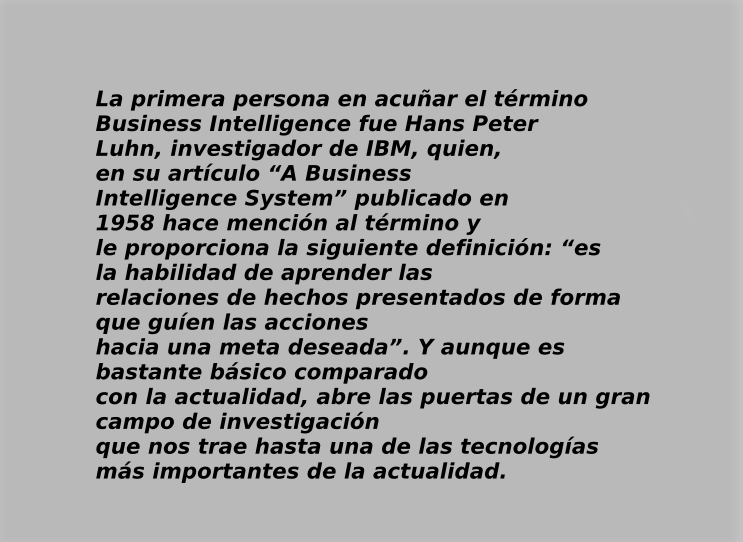 La primera persona en acuñar el término
Business Intelligence fue Hans Peter
Luhn, investigador de IBM, quien,
en su artículo “A Business
Intelligence System” publicado en
1958 hace mención al término y
le proporciona la siguiente definición: “es
la habilidad de aprender las
relaciones de hechos presentados de forma
que guíen las acciones
hacia una meta deseada”. Y aunque es
bastante básico comparado
con la actualidad, abre las puertas de un gran
campo de investigación
que nos trae hasta una de las tecnologías
más importantes de la actualidad.